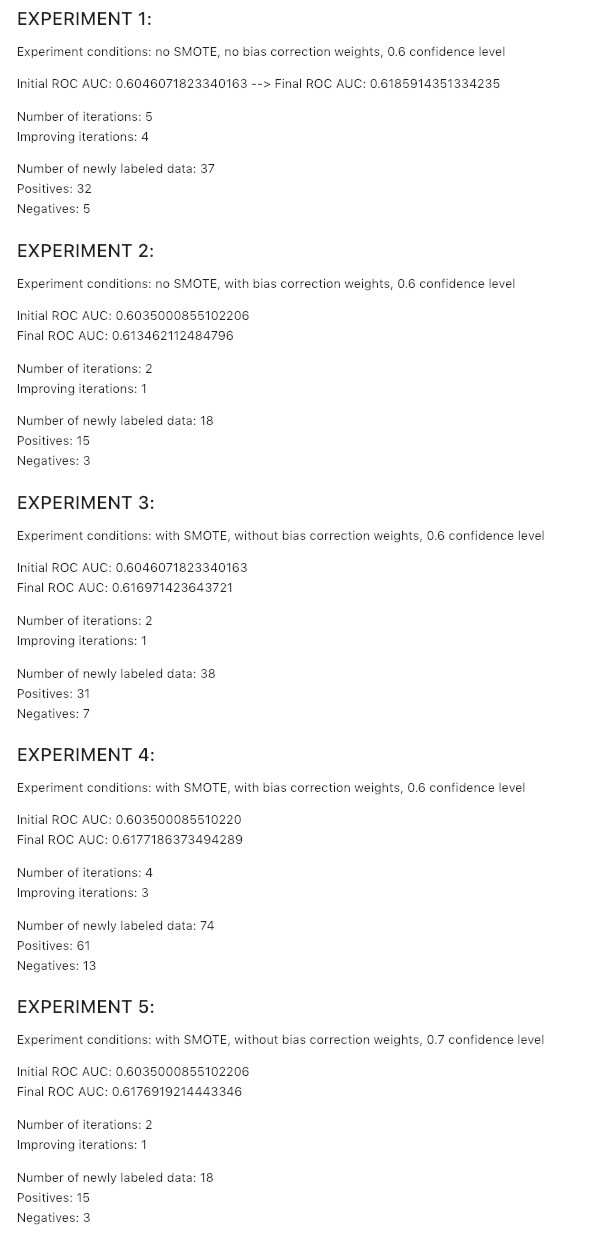 EXPERIMENT 1:
Experiment conditions: no SMOTE, no bias correction weights, 0.6 confidence level
Initial ROC AUC: 0.6046071823340163 --> Final ROC AUC: 0.6185914351334235
Number of iterations: 5
Improving iterations: 4
Number of newly labeled data: 37
Positives: 32
Negatives: 5
EXPERIMENT 2:
Experiment conditions: no SMOTE, with bias correction weights, 0.6 confidence level
Initial ROC AUC: 0.6035000855102206
Final ROC AUC: 0.613462112484796
Number of iterations: 2
Improving iterations: 1
Number of newly labeled data: 18
Positives: 15
Negatives: 3
EXPERIMENT 3:
Experiment conditions: with SMOTE, without bias correction weights, 0.6 confidence level
Initial ROC AUC: 0.6046071823340163
Final ROC AUC: 0.616971423643721
Number of iterations: 2
Improving iterations: 1
Number of newly labeled data: 38
Positives: 31
Negatives: 7
EXPERIMENT 4:
Experiment conditions: with SMOTE, with bias correction weights, 0.6 confidence level
Initial ROC AUC: 0.603500085510220
Final ROC AUC: 0.6177186373494289
Number of iterations: 4
Improving iterations: 3
Number of newly labeled data: 74
Positives: 61
Negatives: 13
EXPERIMENT 5:
Experiment conditions: with SMOTE, without bias correction weights, 0.7 confidence level
Initial ROC AUC: 0.6035000855102206
Final ROC AUC: 0.6176919214443346
Number of iterations: 2
Improving iterations: 1
Number of newly labeled data: 18
Positives: 15
Negatives: 3